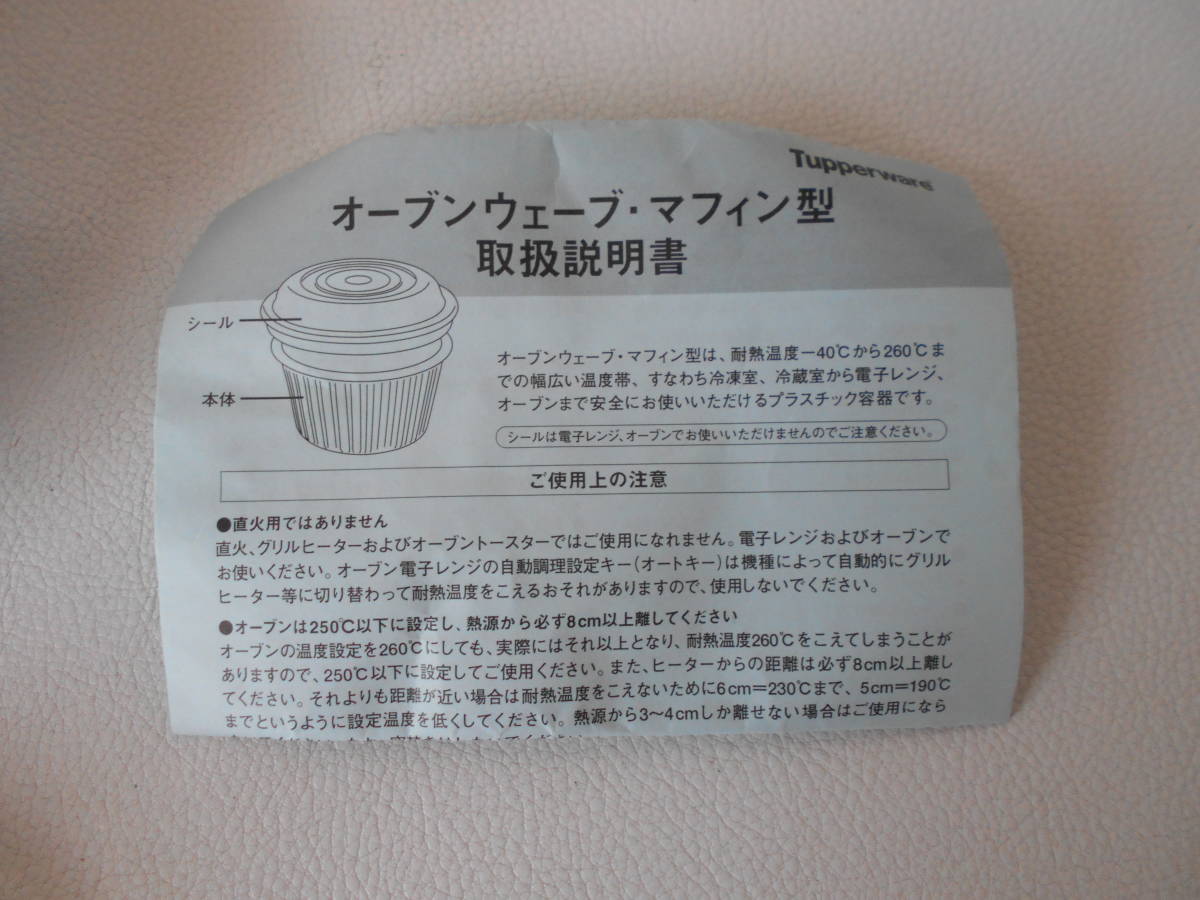 Tupperware
オーブンウェーブ・マフィン型
取扱説明書
シール
本体
オーブンウェーブ・マフィン型は、耐熱温度－40℃から260℃ま
での幅広い温度帯、すなわち冷凍室、冷蔵室から電子レンジ、
オーブンまで安全にお使いいただけるプラスチック容器です。
シールは電子レンジ、オーブンでお使いいただけませんのでご注意ください。
ご使用上の注意
●直火用ではありません
直火、グリルヒーターおよびオーブントースターではご使用になれません。電子レンジおよびオーブンで
お使いください。オーブン電子レンジの自動調理設定キー(オートキー)は機種によって自動的にグリル
ヒーター等に切り替わって耐熱温度をこえるおそれがありますので、使用しないでください。
●オーブンは250℃以下に設定し、熱源から必ず8cm以上離してください
オーブンの温度設定を260℃にしても、実際にはそれ以上となり、耐熱温度260℃をこえてしまうことが
ありますので、250℃以下に設定してご使用ください。また、ヒーターからの距離は必ず8cm以上離し
てください。それよりも距離が近い場合は耐熱温度をこえないために6cm＝230℃まで、5cm＝190℃
までというように設定温度を低くしてください。熱源から3〜4cmしか離せない場合はご使用になら